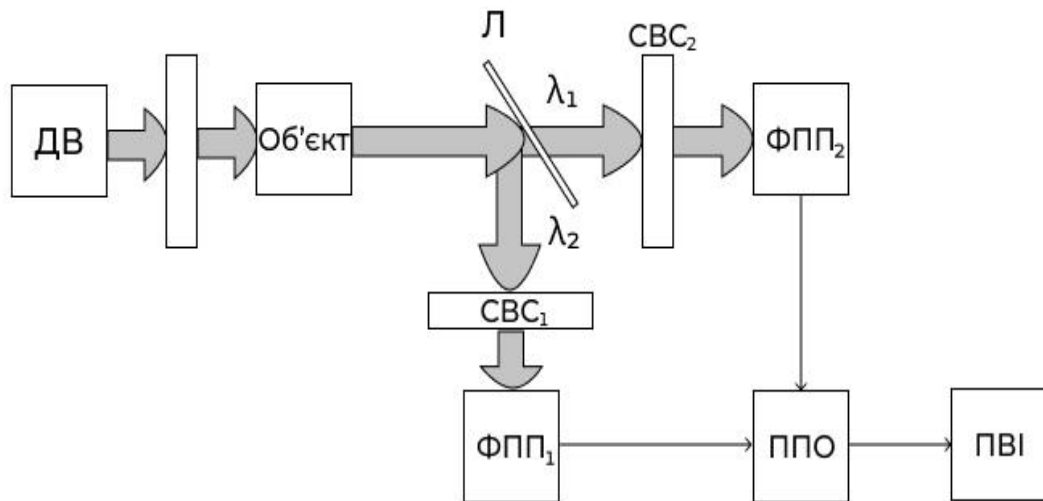 Л
СВС₂
λ₁
ДВ
Об'єкт
ФПП₂
λ₂
СВС₁
ФПП₁
ППО
ПВІ